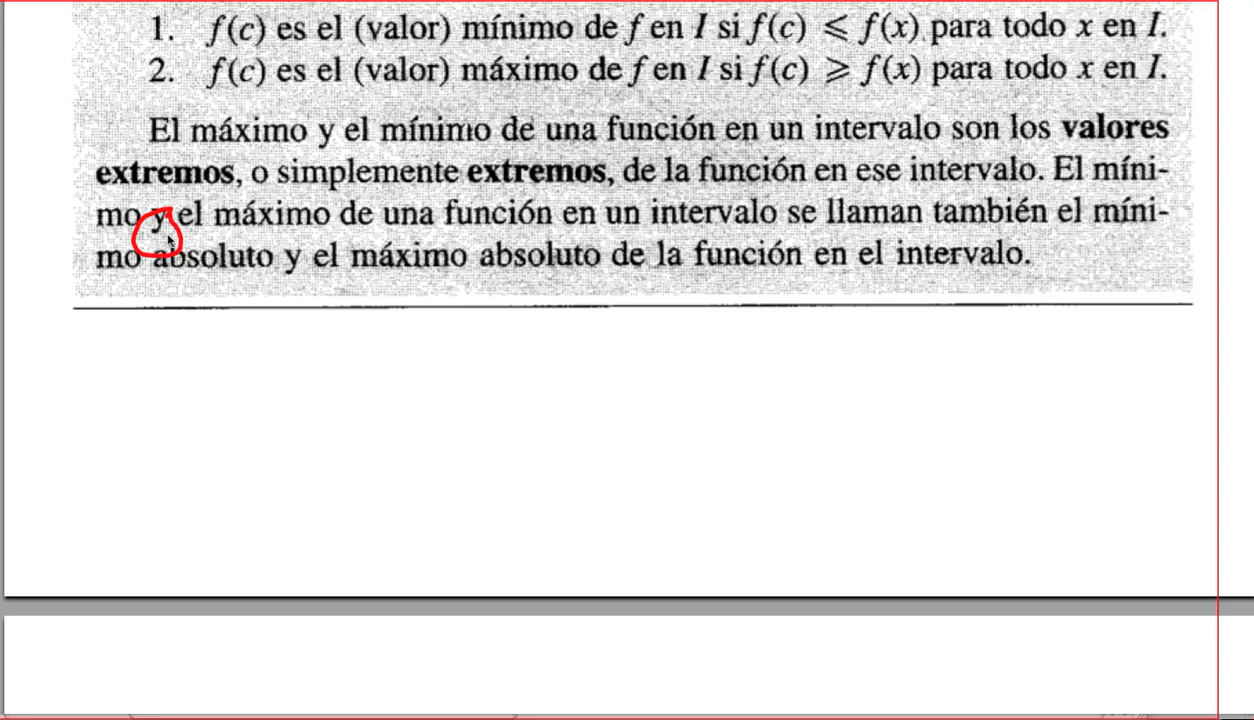 1. f(c) es el (valor) mínimo de f en I si f(c) ⩽ f(x) para todo x en I.
2. f(c) es el (valor) máximo de f en I si f(c) ⩾ f(x) para todo x en I.
El máximo y el mínimo de una función en un intervalo son los valores
extremos, o simplemente extremos, de la función en ese intervalo. El míni-
mo y el máximo de una función en un intervalo se llaman también el míni-
mo absoluto y el máximo absoluto de la función en el intervalo.